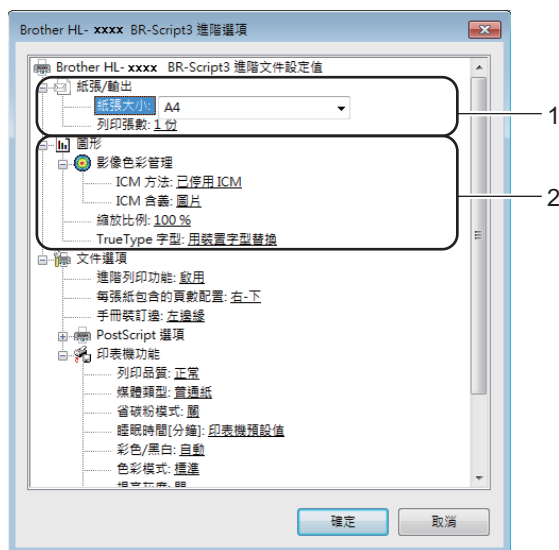 Brother HL- xxxx BR-Script3 進階選項
Brother HL- xxxx BR-Script3 進階文件設定值
紙張/輸出
紙張大小: A4
列印張數: 1 份
1
圖形
影像色彩管理
ICM 方法: 已停用 ICM
ICM 含義: 圖片
2
縮放比例: 100 %
TrueType 字型: 用裝置字型替換
文件選項
進階列印功能: 啟用
每張紙包含的頁數配置: 右-下
手冊裝訂邊: 左邊緣
PostScript 選項
印表機功能
列印品質: 正常
媒體類型: 普通紙
省碳粉模式: 關
睡眠時間[分鐘]: 印表機預設值
彩色/黑白: 自動
色彩模式: 標準
確定
取消